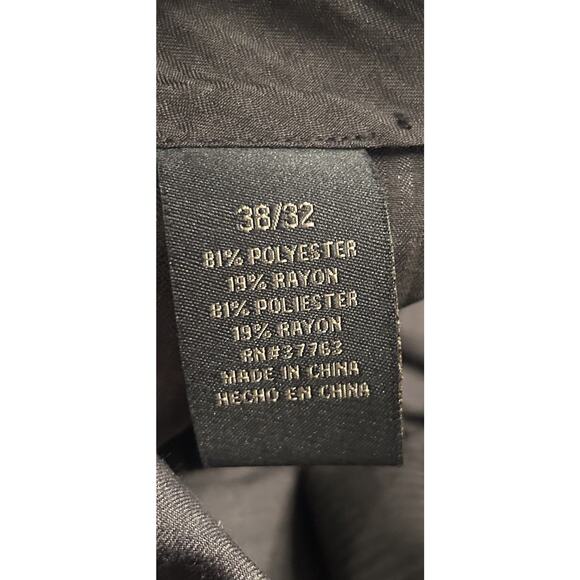 38/32
81% POLYESTER
19% RAYON
81% POLIESTER
19% RAYON
RN#37763
MADE IN CHINA
HECHO EN CHINA